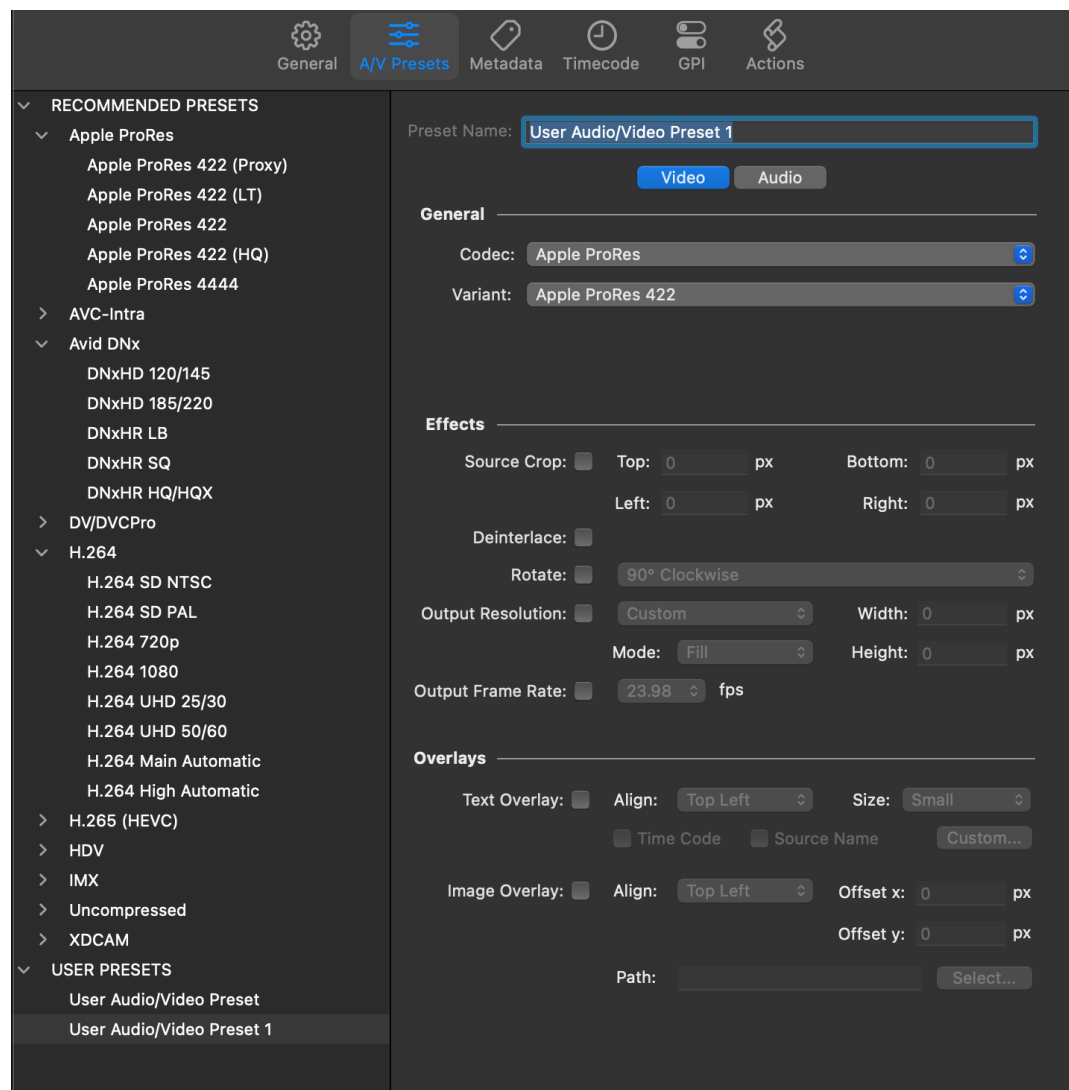 General A/V Presets Metadata Timecode GPI Actions
RECOMMENDED PRESETS
Apple ProRes
Apple ProRes 422 (Proxy)
Apple ProRes 422 (LT)
Apple ProRes 422
Apple ProRes 422 (HQ)
Apple ProRes 4444
AVC-Intra
Avid DNx
DNxHD 120/145
DNxHD 185/220
DNxHR LB
DNxHR SQ
DNxHR HQ/HQX
DV/DVCPro
H.264
H.264 SD NTSC
H.264 SD PAL
H.264 720p
H.264 1080
H.264 UHD 25/30
H.264 UHD 50/60
H.264 Main Automatic
H.264 High Automatic
H.265 (HEVC)
HDV
IMX
Uncompressed
XDCAM
USER PRESETS
User Audio/Video Preset
User Audio/Video Preset 1
Preset Name: User Audio/Video Preset 1
Video Audio
General
Codec: Apple ProRes
Variant: Apple ProRes 422
Effects
Source Crop: Top: 0 px Bottom: 0 px
Left: 0 px Right: 0 px
Deinterlace:
Rotate: 90° Clockwise
Output Resolution: Custom Width: 0 px
Mode: Fill Height: 0 px
Output Frame Rate: 23.98 fps
Overlays
Text Overlay: Align: Top Left Size: Small
Time Code Source Name Custom...
Image Overlay: Align: Top Left Offset x: 0 px
Offset y: 0 px
Path: Select...